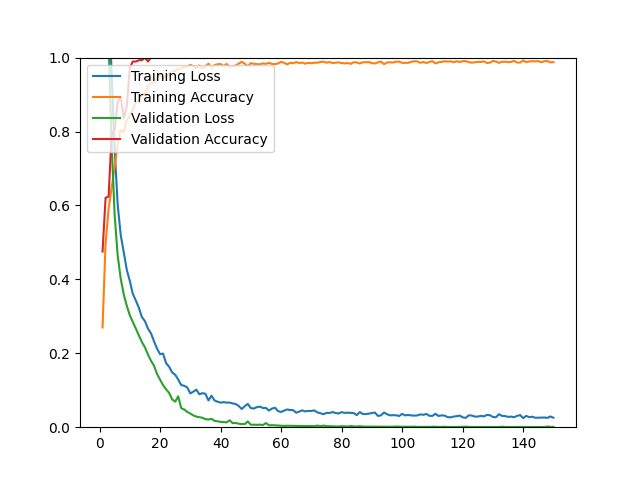 1.0
0.8
0.6
0.4
0.2
0.0
Training Loss
Training Accuracy
Validation Loss
Validation Accuracy
0 20 40 60 80 100 120 140